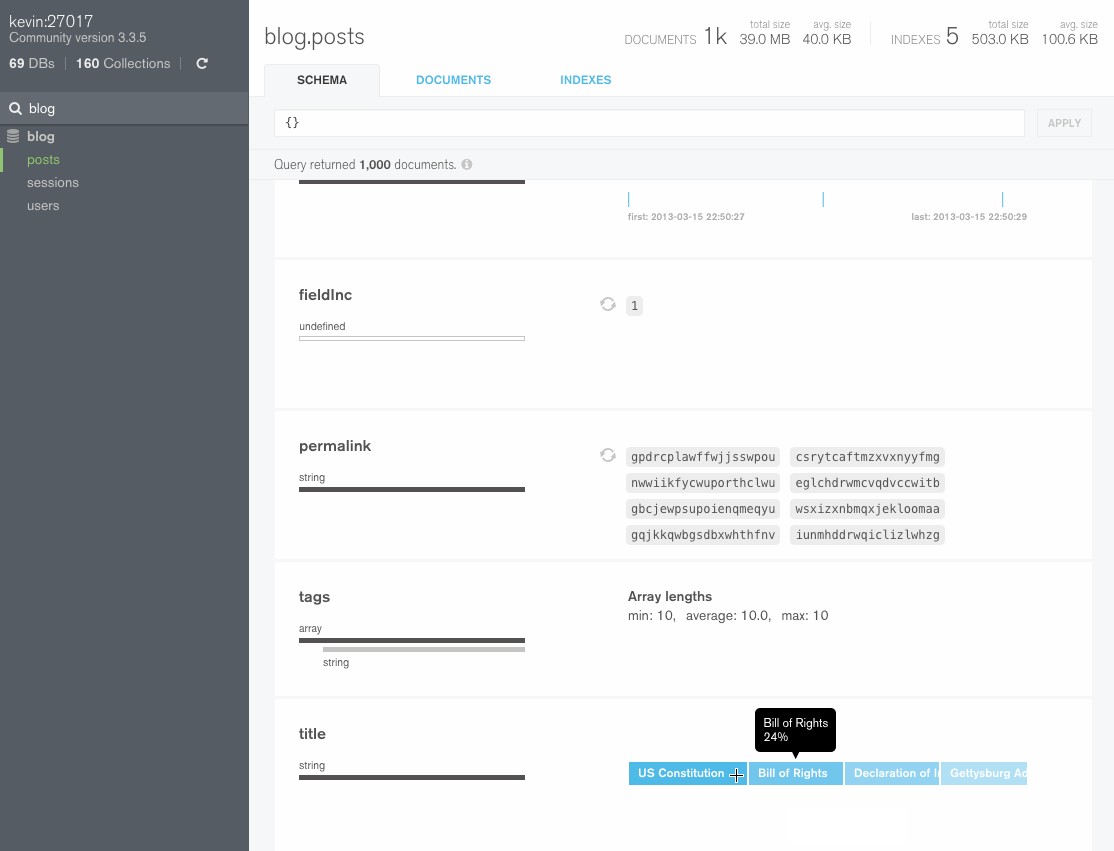 kevin:27017
Community version 3.3.5
69 DBs
160 Collections
blog
blog
posts
sessions
users
blog.posts
DOCUMENTS 1k
total size
39.0 MB
avg. size
40.0 KB
INDEXES 5
total size
503.0 KB
avg. size
100.6 KB
SCHEMA
DOCUMENTS
INDEXES
{}
APPLY
Query returned 1,000 documents.
first: 2013-03-15 22:50:27
last: 2013-03-15 22:50:29
fieldInc
undefined
1
permalink
string
gpdrcplawffwjjsswpou csrytcaftmzxvxnyyfmg
nwwiikfycwuporthclwu eglchdrwmcvqdvccwitb
gbcjewpsupoienqmeqyu wsxizxnbmqxjekloomaa
gqjkkqwbgsdbxwhthfnv iunmhddrwqiclizlwhzg
tags
array
string
Array lengths
min: 10, average: 10.0, max: 10
title
string
Bill of Rights
24%
US Constitution
Bill of Rights
Declaration of I
Gettysburg Ad